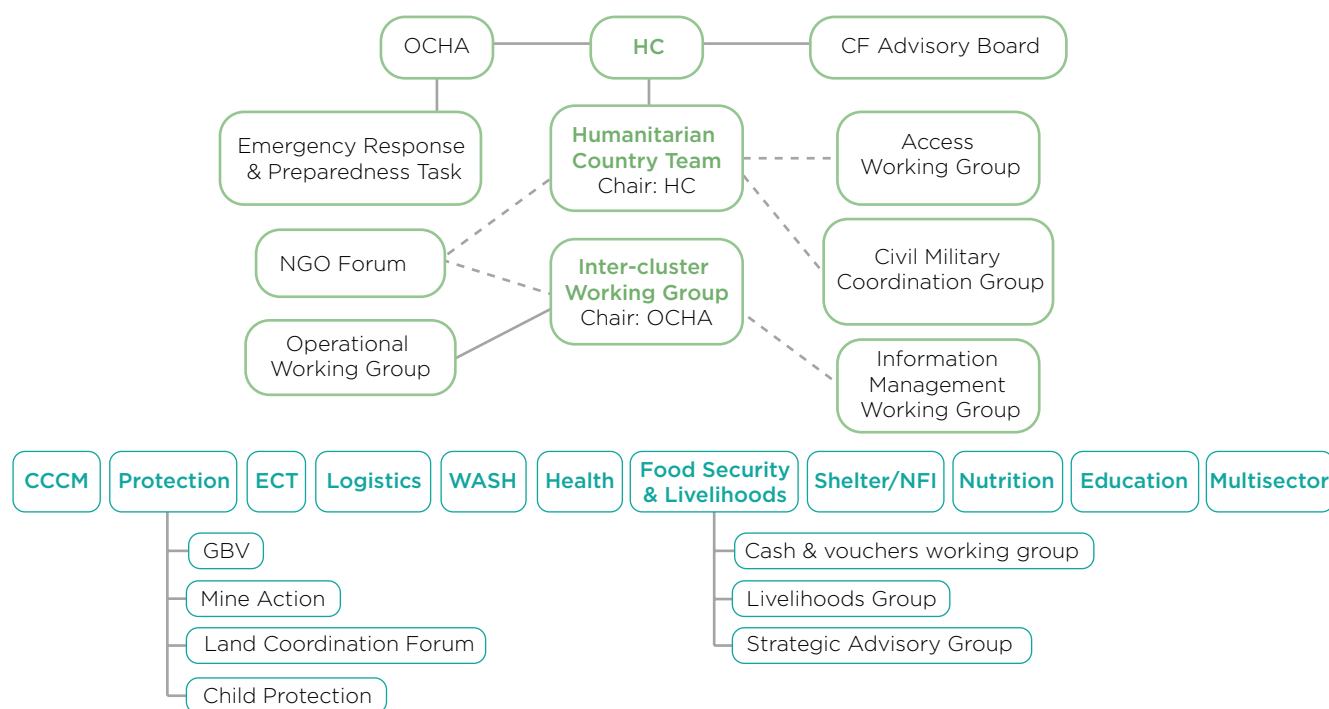 OCHA
HC
CF Advisory Board
Emergency Response
& Preparedness Task
Humanitarian
Country Team
Chair: HC
Access
Working Group
NGO Forum
Inter-cluster
Working Group
Chair: OCHA
Civil Military
Coordination Group
Operational
Working Group
Information
Management
Working Group
CCCM
Protection
ECT
Logistics
WASH
Health
Food Security
& Livelihoods
Shelter/NFI
Nutrition
Education
Multisector
GBV
Mine Action
Land Coordination Forum
Child Protection
Cash & vouchers working group
Livelihoods Group
Strategic Advisory Group